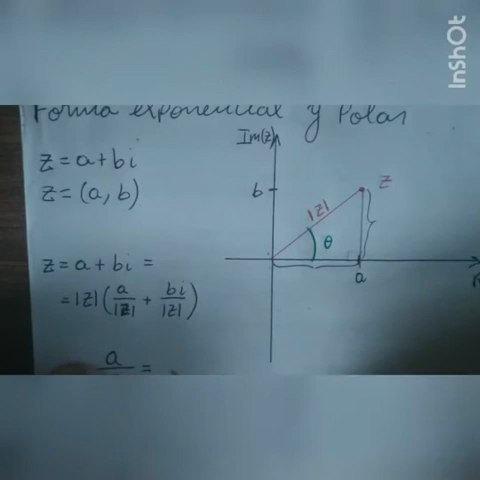 InShOt
Forma exponencial y Polar
Im(z)
z = a + bi
z = (a, b)
b
z
|z|
θ
a
z = a + bi =
= |z| (a/|z| + bi/|z|)
a
=